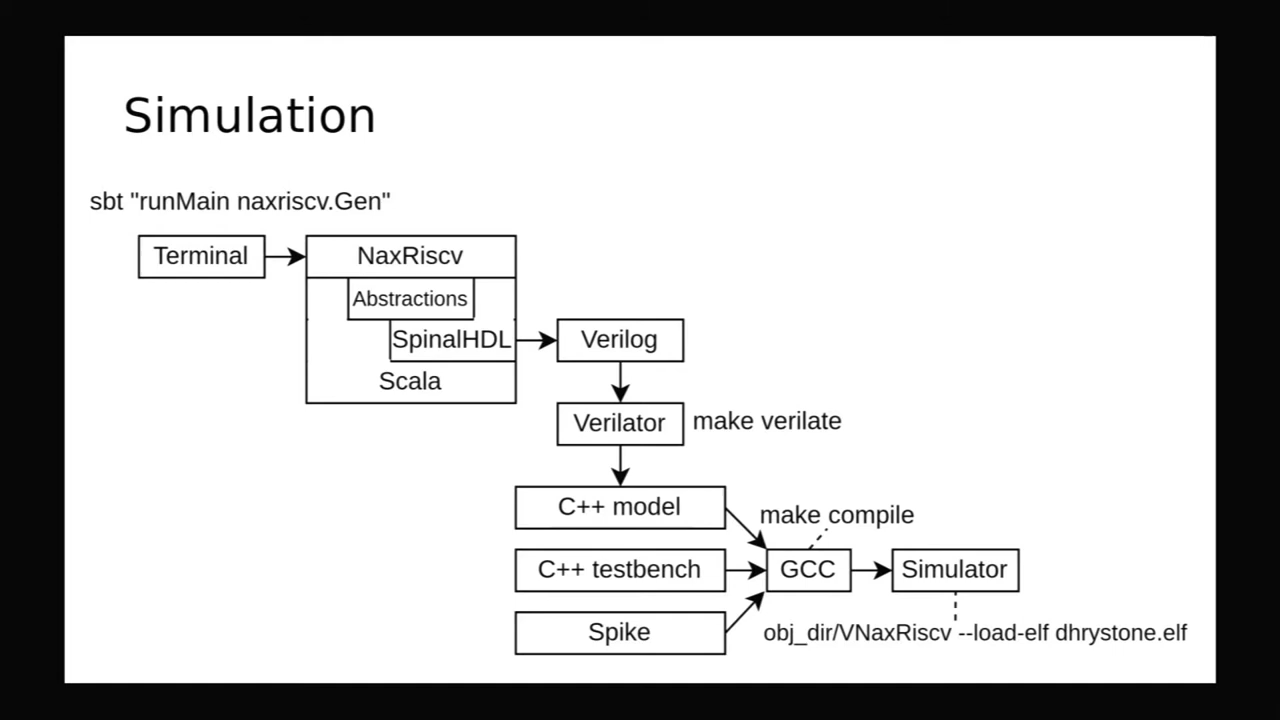 Simulation
sbt "runMain naxriscv.Gen"
Terminal
NaxRiscv
Abstractions
SpinalHDL
Scala
Verilog
Verilator
make verilate
C++ model
make compile
C++ testbench
GCC
Simulator
Spike
obj_dir/VNaxRiscv --load-elf dhrystone.elf